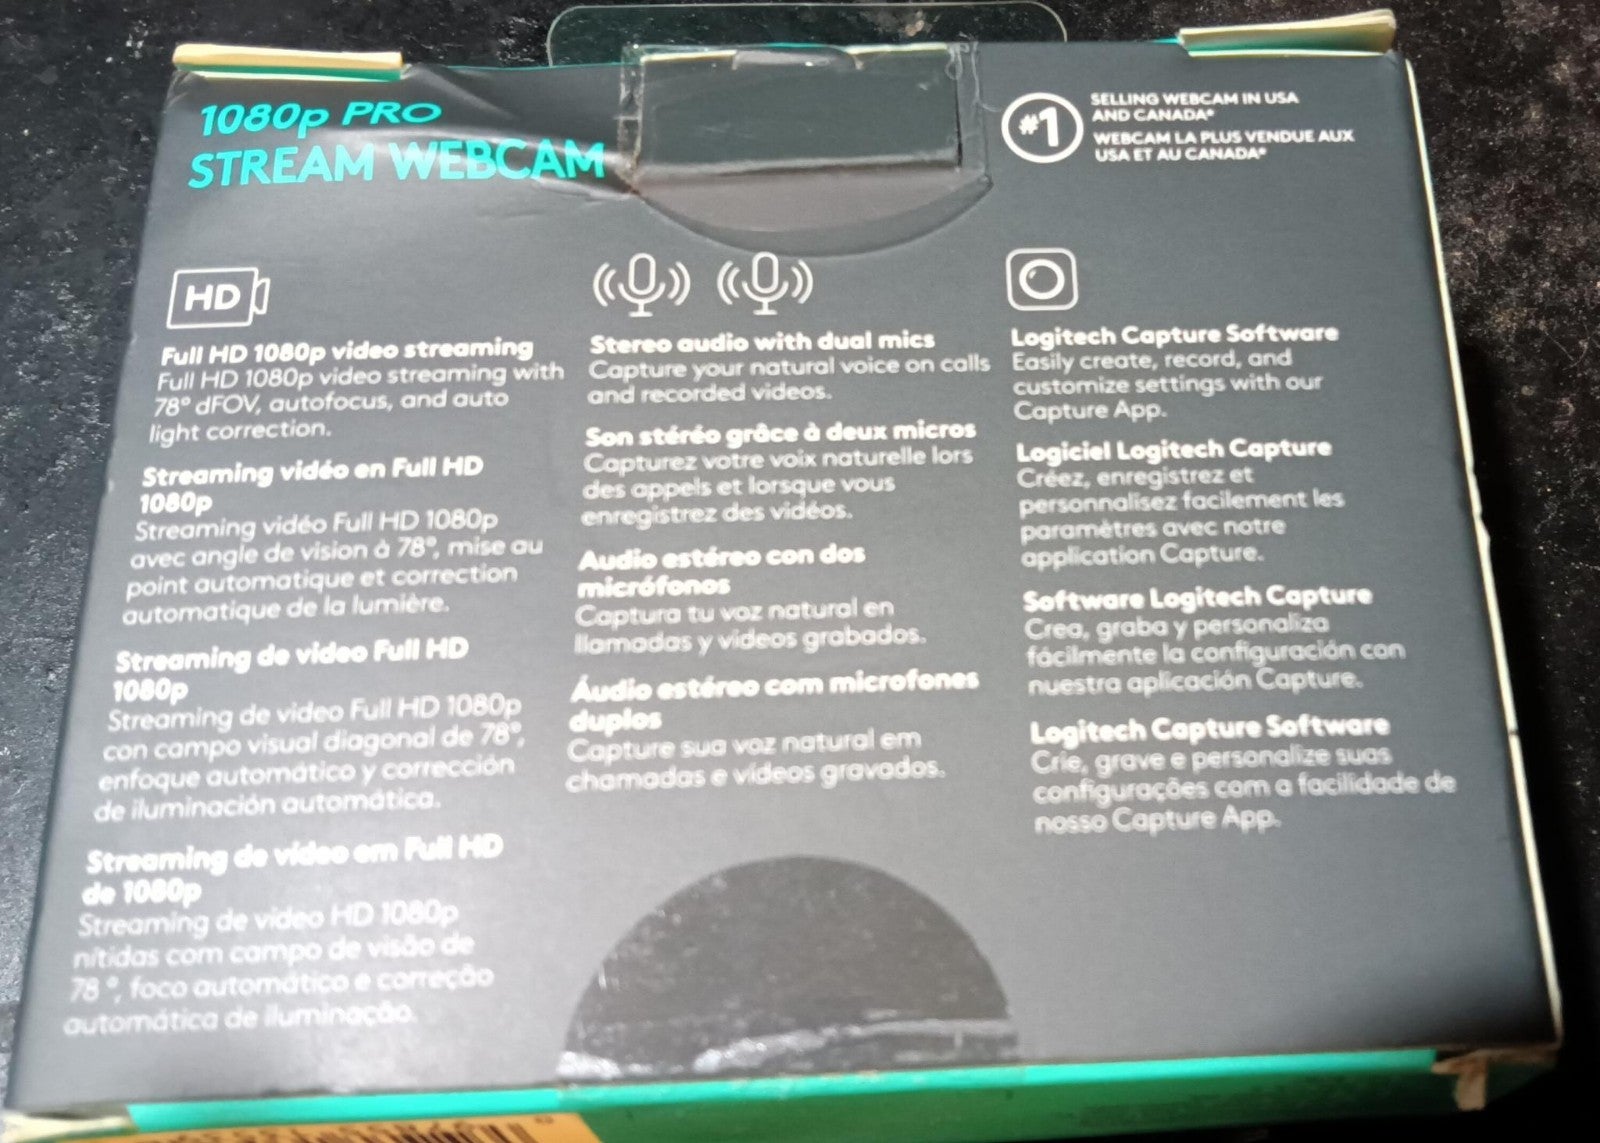 1080p PRO
STREAM WEBCAM
#1
SELLING WEBCAM IN USA
AND CANADA*
WEBCAM LA PLUS VENDUE AUX
USA ET AU CANADA*
HD
Full HD 1080p video streaming
Full HD 1080p video streaming with
78° dFOV, autofocus, and auto
light correction.
Streaming vidéo en Full HD
1080p
Streaming vidéo Full HD 1080p
avec angle de vision à 78°, mise au
point automatique et correction
automatique de la lumière.
Streaming de video Full HD
1080p
Streaming de video Full HD 1080p
con campo visual diagonal de 78°,
enfoque automático y corrección
de iluminación automática.
Streaming de vídeo em Full HD
de 1080p
Streaming de video HD 1080p
nítidas com campo de visão de
78 °, foco automático e correção
automática de iluminação.
Stereo audio with dual mics
Capture your natural voice on calls
and recorded videos.
Son stéréo grâce à deux micros
Capturez votre voix naturelle lors
des appels et lorsque vous
enregistrez des vidéos.
Audio estéreo con dos
micrófonos
Captura tu voz natural en
llamadas y videos grabados.
Áudio estéreo com microfones
duplos
Capture sua voz natural em
chamadas e vídeos gravados.
Logitech Capture Software
Easily create, record, and
customize settings with our
Capture App.
Logiciel Logitech Capture
Créez, enregistrez et
personnalisez facilement les
paramètres avec notre
application Capture.
Software Logitech Capture
Crea, graba y personaliza
fácilmente la configuración con
nuestra aplicación Capture.
Logitech Capture Software
Crie, grave e personalize suas
configurações com a facilidade de
nosso Capture App.